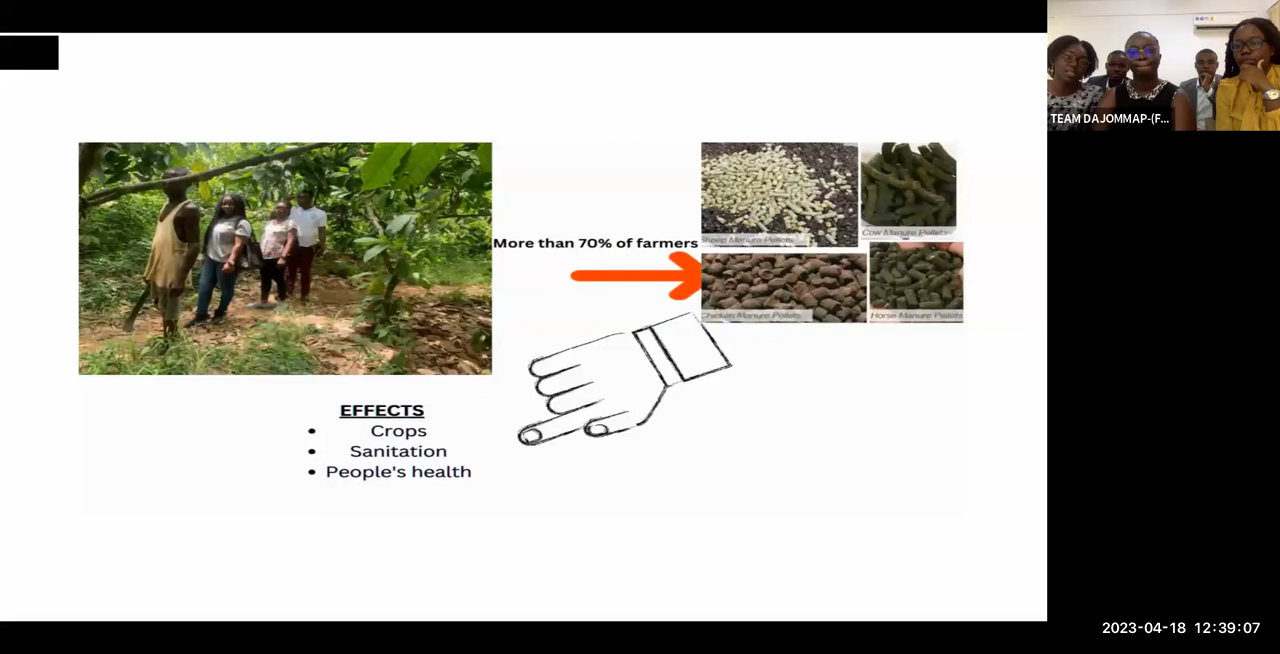 TEAM DAJOMMAP-(F...
Sheep Manure Pellets
Cow Manure Pellets
More than 70% of farmers
Chicken Manure Pellets
Horse Manure Pellets
EFFECTS
• Crops
• Sanitation
• People's health
2023-04-18 12:39:07